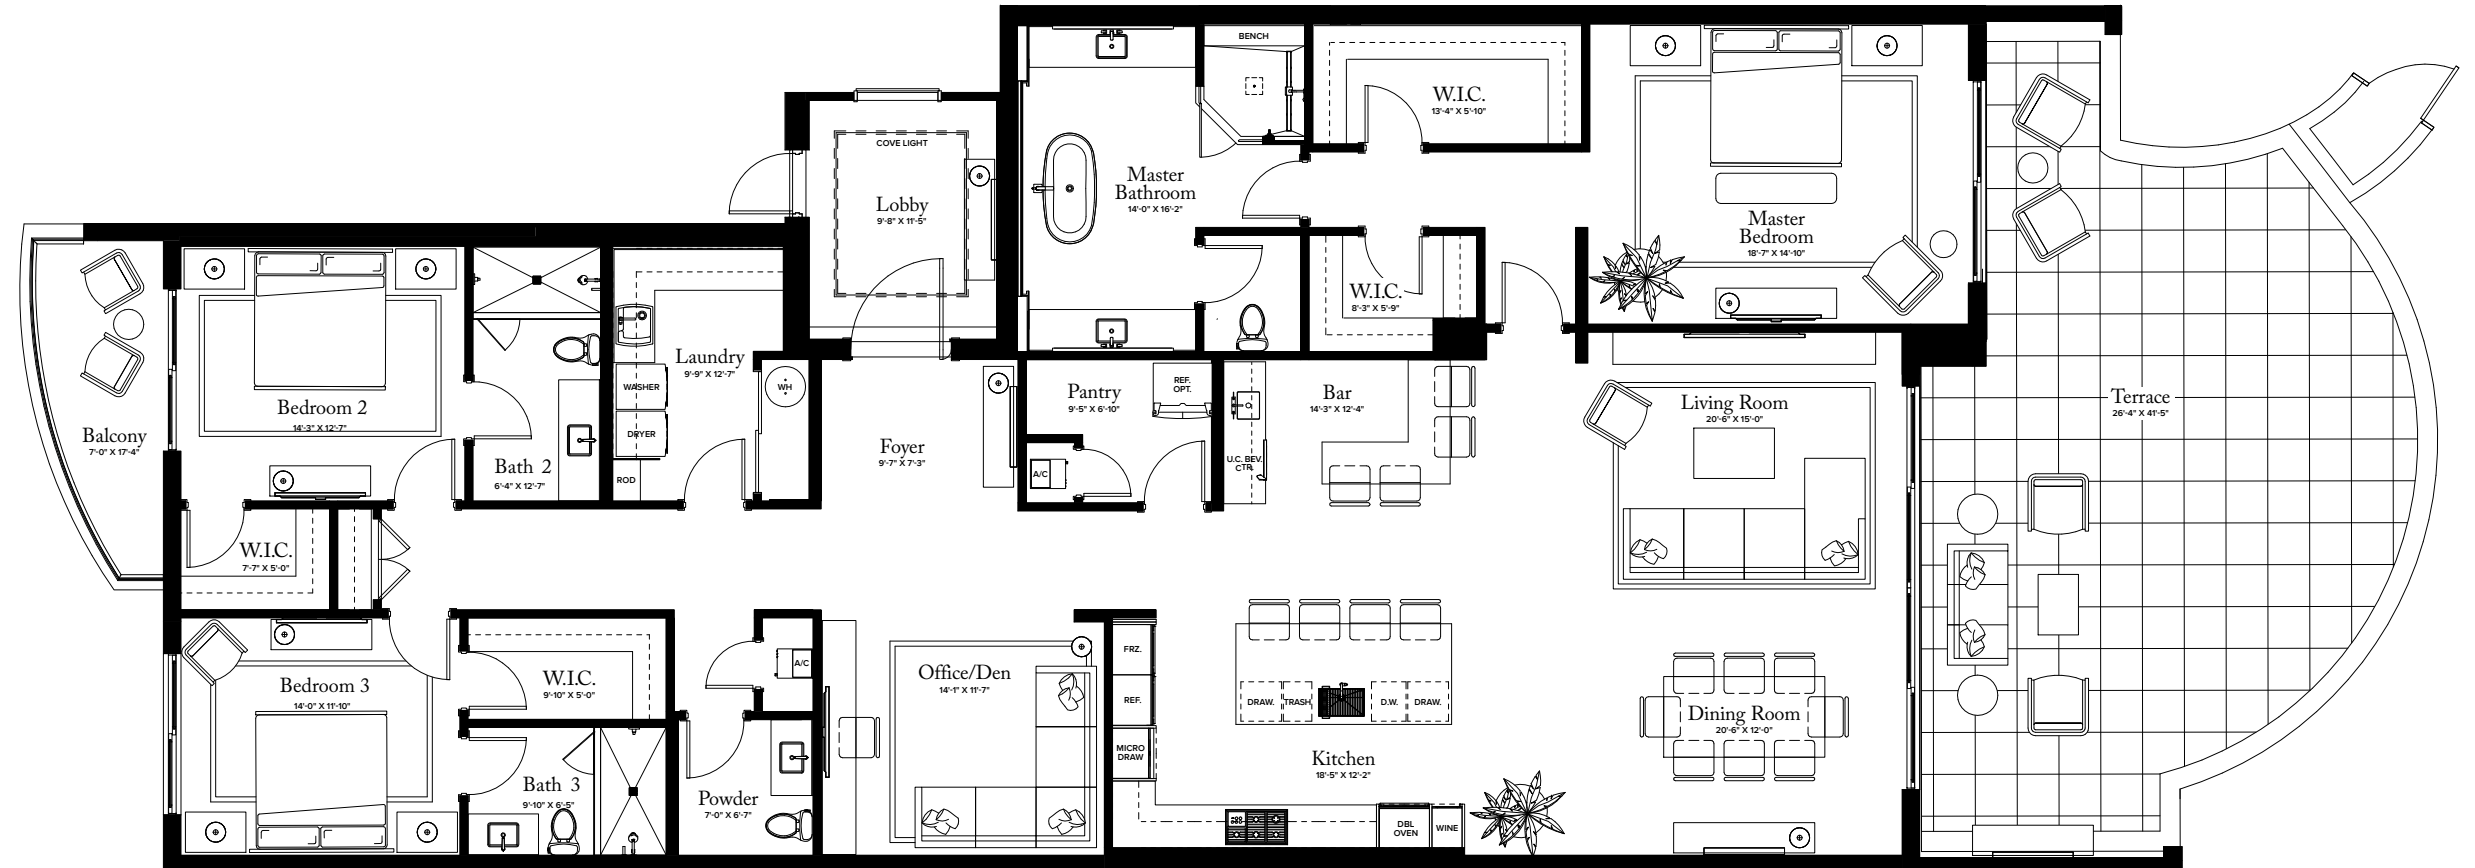 BENCH
W.I.C.
13'-4" X 5'-10"
COVE LIGHT
Lobby
9'-8" X 11'-5"
Master
Bathroom
14'-0" X 16'-2"
Master
Bedroom
18'-7" X 14'-10"
W.I.C.
8'-3" X 5'-9"
Balcony
7'-0" X 17'-4"
Bedroom 2
14'-3" X 12'-7"
Bath 2
6'-4" X 12'-7"
Laundry
9'-9" X 12'-7"
WASHER
DRYER
ROD
WH
Foyer
9'-7" X 7'-3"
Pantry
9'-5" X 6'-10"
REF.
OPT.
A/C
Bar
14'-3" X 12'-4"
U.C. BEV.
CTR.
Living Room
20'-6" X 15'-0"
Terrace
26'-4" X 41'-5"
W.I.C.
7'-7" X 5'-0"
Bedroom 3
14'-0" X 11'-10"
W.I.C.
9'-10" X 5'-0"
A/C
Bath 3
9'-10" X 6'-5"
Powder
7'-0" X 6'-7"
Office/Den
14'-1" X 11'-7"
FRZ.
REF.
MICRO
DRAW
DRAW.
TRASH
D.W.
DRAW.
Kitchen
18'-5" X 12'-2"
DBL
OVEN
WINE
Dining Room
20'-6" X 12'-0"